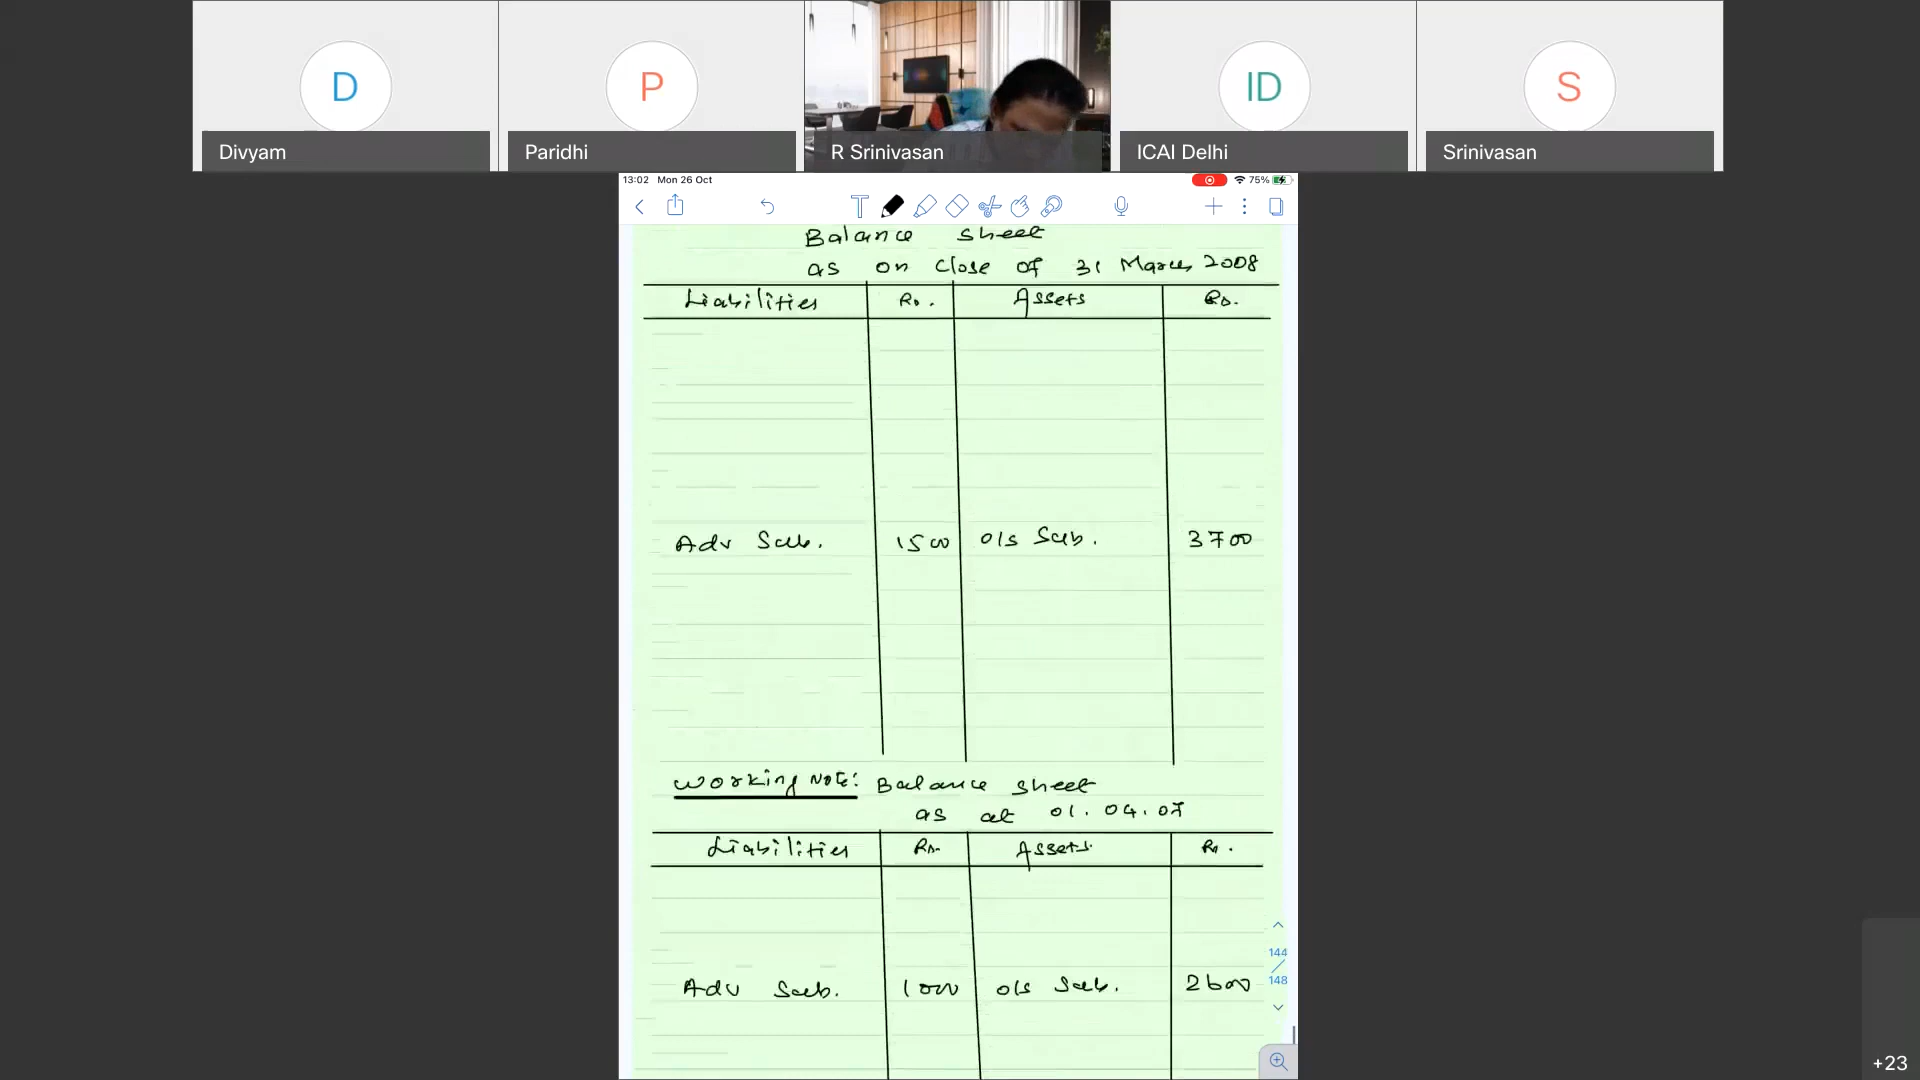 D
P
ID
S
Divyam
Paridhi
R Srinivasan
ICAI Delhi
Srinivasan
13:02 Mon 26 Oct
75%
Balance Sheet
as on close of 31 March 2008
Liabilities Rs. Assets Rs.
Adv Sub. 1500 O/s Sub. 3700
Working Note: Balance Sheet
as at 01.04.07
Liabilities Rs. Assets Rs.
Adv Sub. 1000 O/s Sub. 2600
144
148
+23